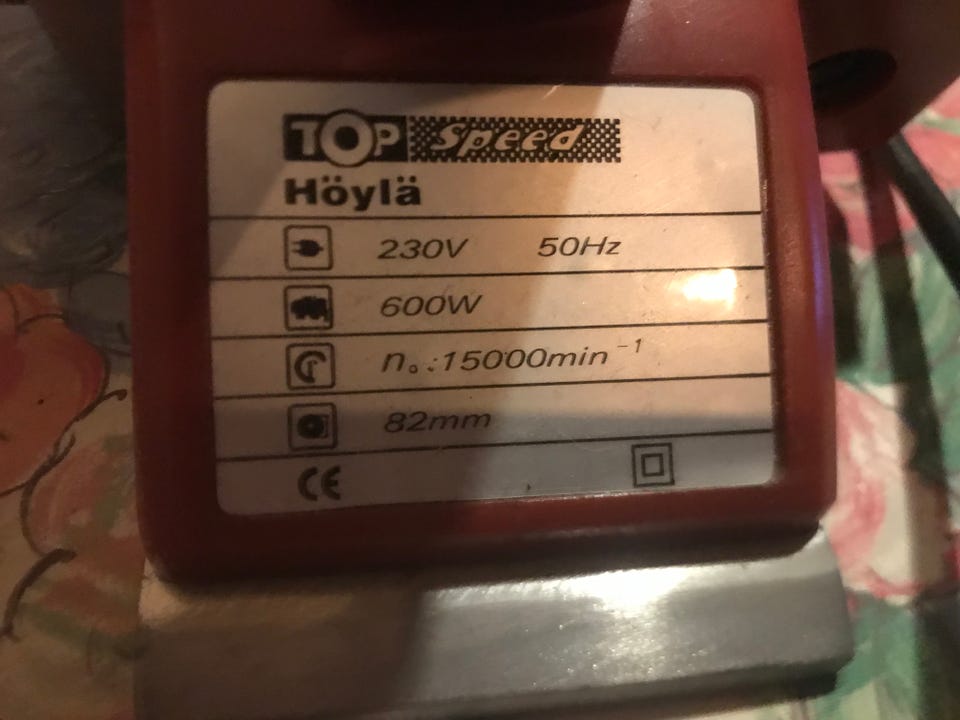 TOP Speed
Höylä
230V 50Hz
600W
n₀.:15000min⁻¹
82mm
CE